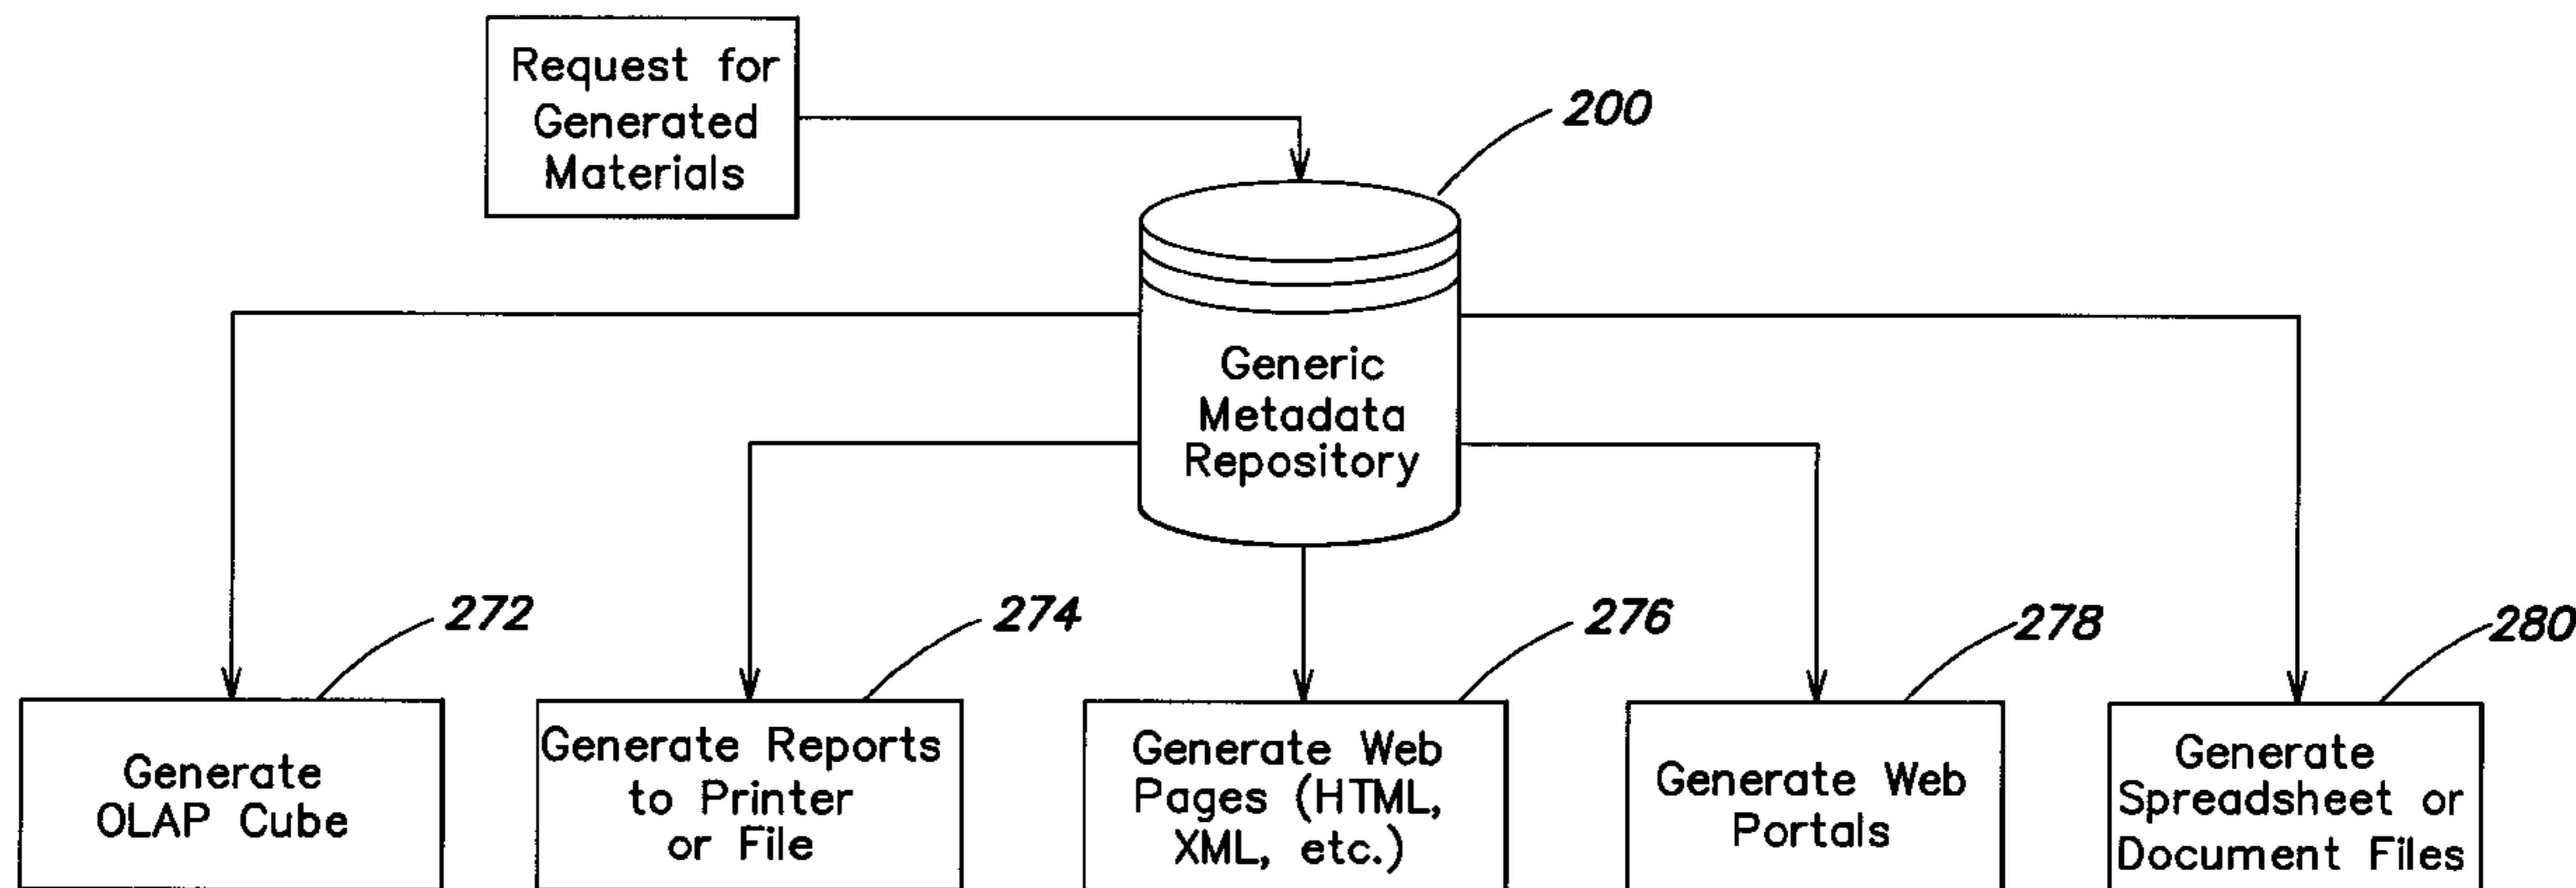 Request for
Generated
Materials
200
Generic
Metadata
Repository
272
274
276
278
280
Generate
OLAP Cube
Generate Reports
to Printer
or File
Generate Web
Pages (HTML,
XML, etc.)
Generate Web
Portals
Generate
Spreadsheet or
Document Files